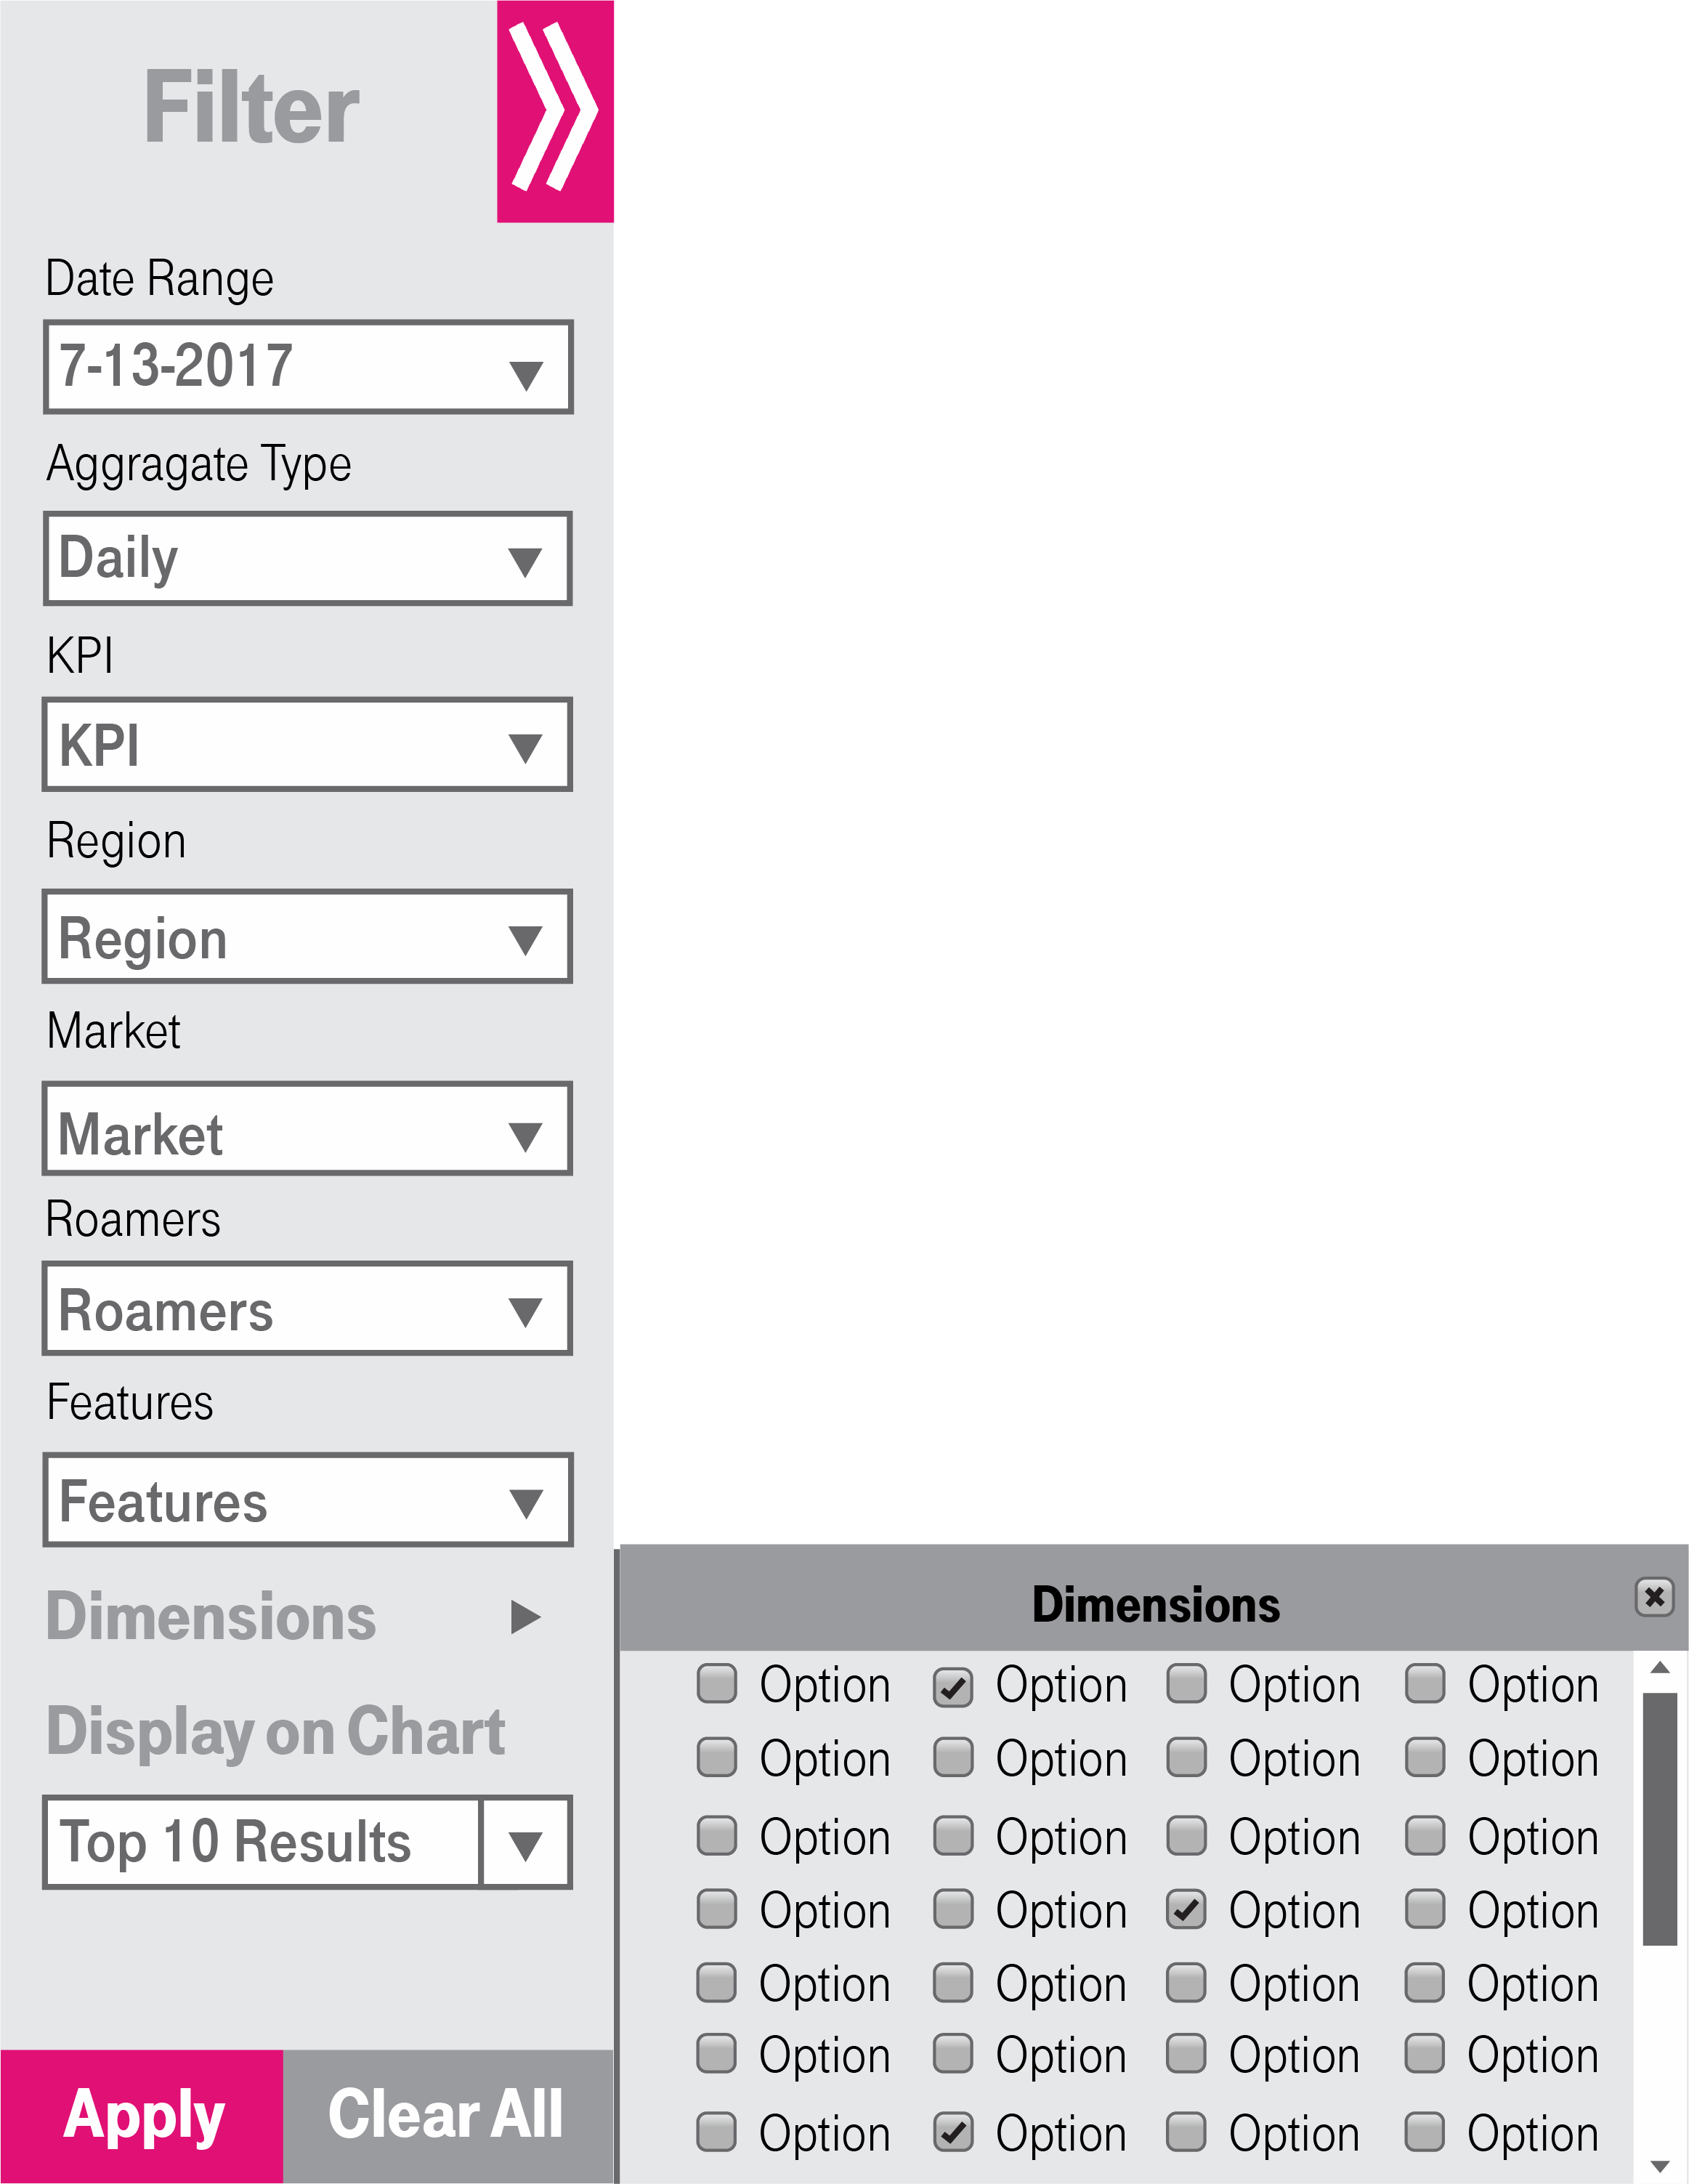 Filter
Date Range
7-13-2017
Aggragate Type
Daily
KPI
KPI
Region
Region
Market
Market
Roamers
Roamers
Features
Features
Dimensions
Display on Chart
Top 10 Results
Apply Clear All
Dimensions
Option Option Option Option
Option Option Option Option
Option Option Option Option
Option Option Option Option
Option Option Option Option
Option Option Option Option
Option Option Option Option